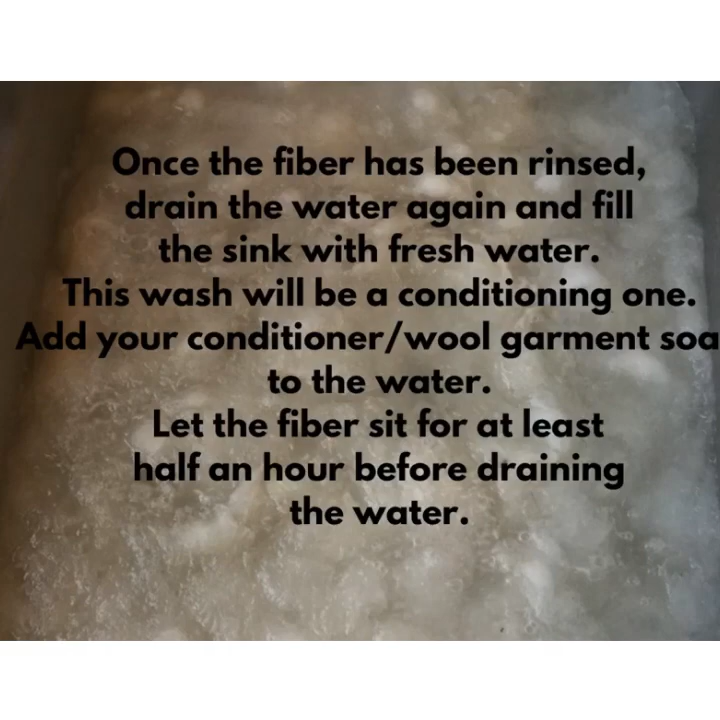 Once the fiber has been rinsed,
drain the water again and fill
the sink with fresh water.
This wash will be a conditioning one.
Add your conditioner/wool garment soa
to the water.
Let the fiber sit for at least
half an hour before draining
the water.